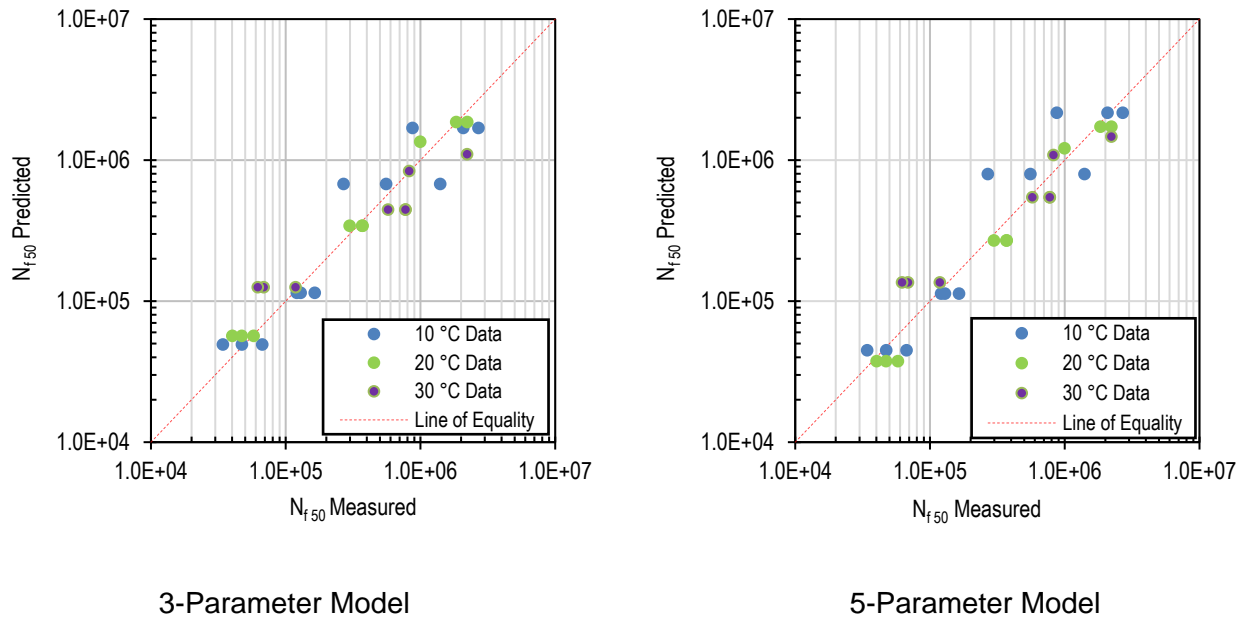 1.0E+07
1.0E+06
1.0E+05
1.0E+04
N f 50 Predicted
10 °C Data
20 °C Data
30 °C Data
Line of Equality
1.0E+04 1.0E+05 1.0E+06 1.0E+07
N f 50 Measured
3-Parameter Model
1.0E+07
1.0E+06
1.0E+05
1.0E+04
N f 50 Predicted
10 °C Data
20 °C Data
30 °C Data
Line of Equality
1.0E+04 1.0E+05 1.0E+06 1.0E+07
N f 50 Measured
5-Parameter Model